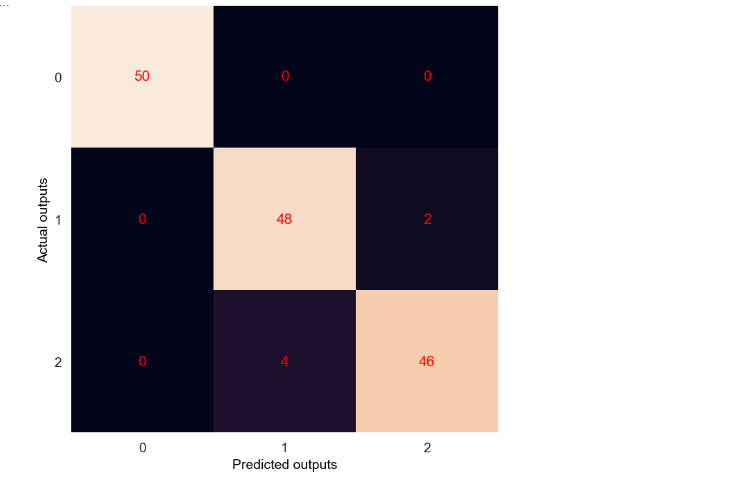 ...
0 50 0 0
Actual outputs
1 0 48 2
2 0 4 46
0 1 2
Predicted outputs